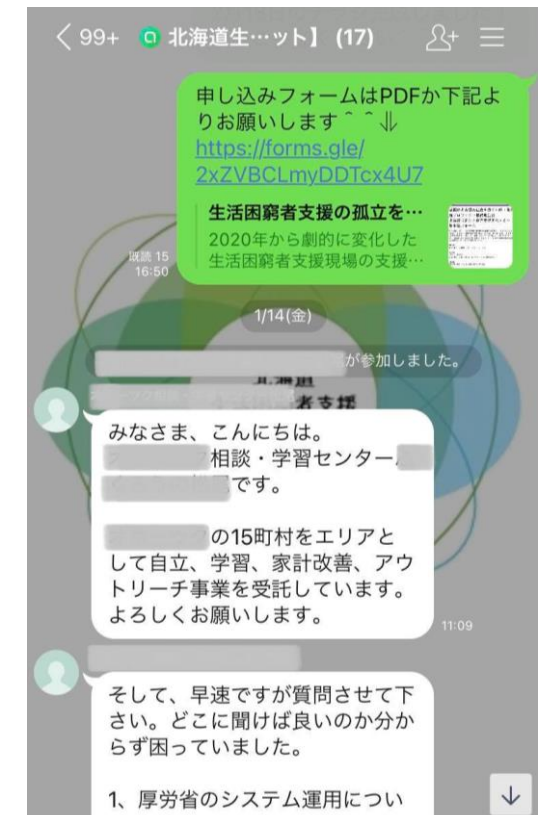 99+ 北海道生…ット】 (17)
申し込みフォームはPDFか下記よ
りお願いします＾＾⇓
https://forms.gle/
2xZVBCLmyDDTcx4U7
生活困窮者支援の孤立を…
2020年から劇的に変化した
生活困窮者支援現場の支援…
既読 15
16:50
1/14(金)
が参加しました。
北海道
者支援
みなさま、こんにちは。
相談・学習センター
です。
の15町村をエリアと
して自立、学習、家計改善、アウ
トリーチ事業を受託しています。
よろしくお願いします。
11:09
そして、早速ですが質問させて下
さい。どこに聞けば良いのか分か
らず困っていました。
1、厚労省のシステム運用につい